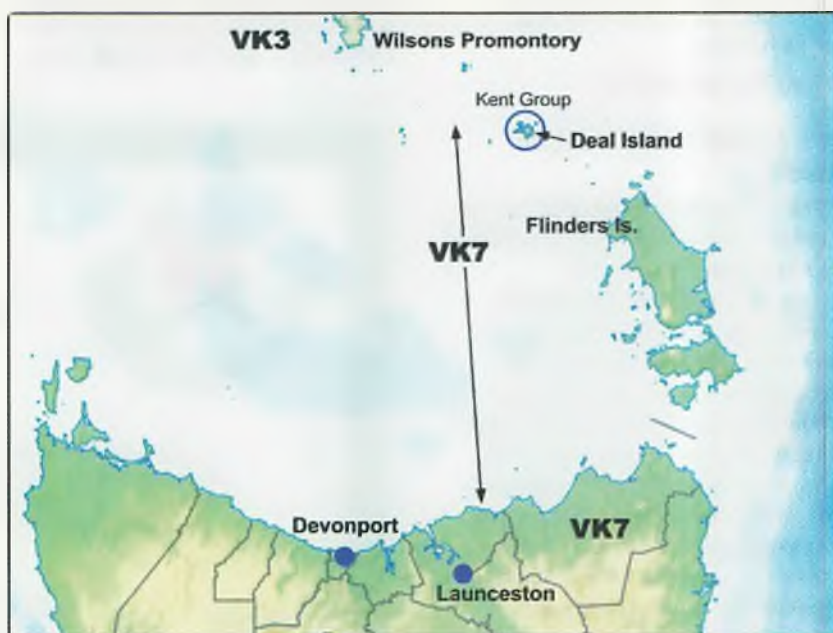 VK3
Wilsons Promontory
Kent Group
Deal Island
Flinders Is.
VK7
Devonport
VK7
Launceston